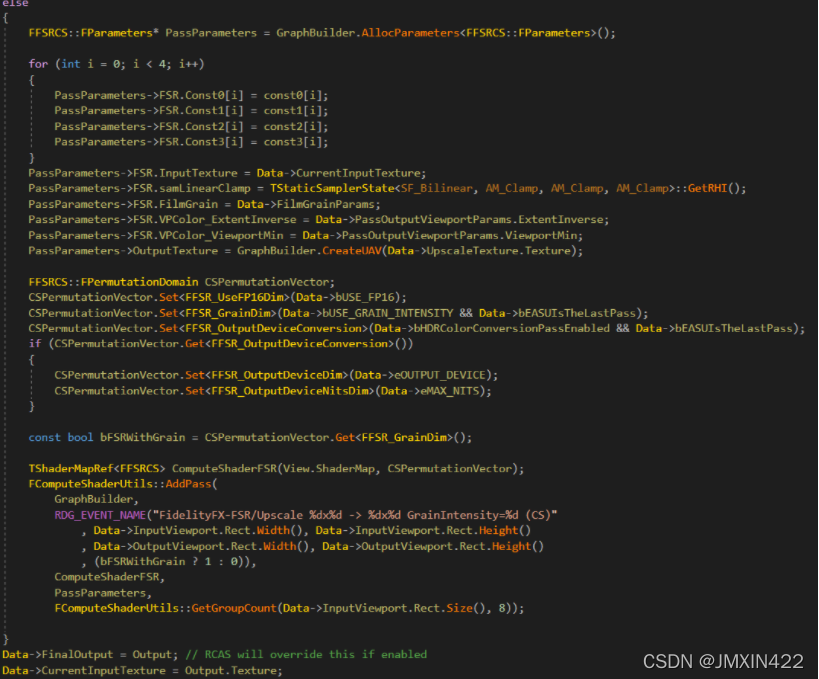 else
{
FFSRCS::FParameters* PassParameters = GraphBuilder.AllocParameters<FFSRCS::FParameters>();
for (int i = 0; i < 4; i++)
{
PassParameters->FSR.Const0[i] = const0[i];
PassParameters->FSR.Const1[i] = const1[i];
PassParameters->FSR.Const2[i] = const2[i];
PassParameters->FSR.Const3[i] = const3[i];
}
PassParameters->FSR.InputTexture = Data->CurrentInputTexture;
PassParameters->FSR.samLinearClamp = TStaticSamplerState<SF_Bilinear, AM_Clamp, AM_Clamp, AM_Clamp>::GetRHI();
PassParameters->FSR.FilmGrain = Data->FilmGrainParams;
PassParameters->FSR.VPColor_ExtentInverse = Data->PassOutputViewportParams.ExtentInverse;
PassParameters->FSR.VPColor_ViewportMin = Data->PassOutputViewportParams.ViewportMin;
PassParameters->OutputTexture = GraphBuilder.CreateUAV(Data->UpscaleTexture.Texture);
FFSRCS::FPermutationDomain CSPermutationVector;
CSPermutationVector.Set<FFSR_UseFP16Dim>(Data->bUSE_FP16);
CSPermutationVector.Set<FFSR_GrainDim>(Data->bUSE_GRAIN_INTENSITY && Data->bEASUIsTheLastPass);
CSPermutationVector.Set<FFSR_OutputDeviceConversion>(Data->bHDRColorConversionPassEnabled && Data->bEASUIsTheLastPass);
if (CSPermutationVector.Get<FFSR_OutputDeviceConversion>())
{
CSPermutationVector.Set<FFSR_OutputDeviceDim>(Data->eOUTPUT_DEVICE);
CSPermutationVector.Set<FFSR_OutputDeviceNitsDim>(Data->eMAX_NITS);
}
const bool bFSRWithGrain = CSPermutationVector.Get<FFSR_GrainDim>();
TShaderMapRef<FFSRCS> ComputeShaderFSR(View.ShaderMap, CSPermutationVector);
FComputeShaderUtils::AddPass(
GraphBuilder,
RDG_EVENT_NAME("FidelityFX-FSR/Upscale %dx%d -> %dx%d GrainIntensity=%d (CS)"
, Data->InputViewport.Rect.Width(), Data->InputViewport.Rect.Height()
, Data->OutputViewport.Rect.Width(), Data->OutputViewport.Rect.Height()
, (bFSRWithGrain ? 1 : 0)),
ComputeShaderFSR,
PassParameters,
FComputeShaderUtils::GetGroupCount(Data->InputViewport.Rect.Size(), 8));
}
Data->FinalOutput = Output; // RCAS will override this if enabled
Data->CurrentInputTexture = Output.Texture;
CSDN @JMXIN422